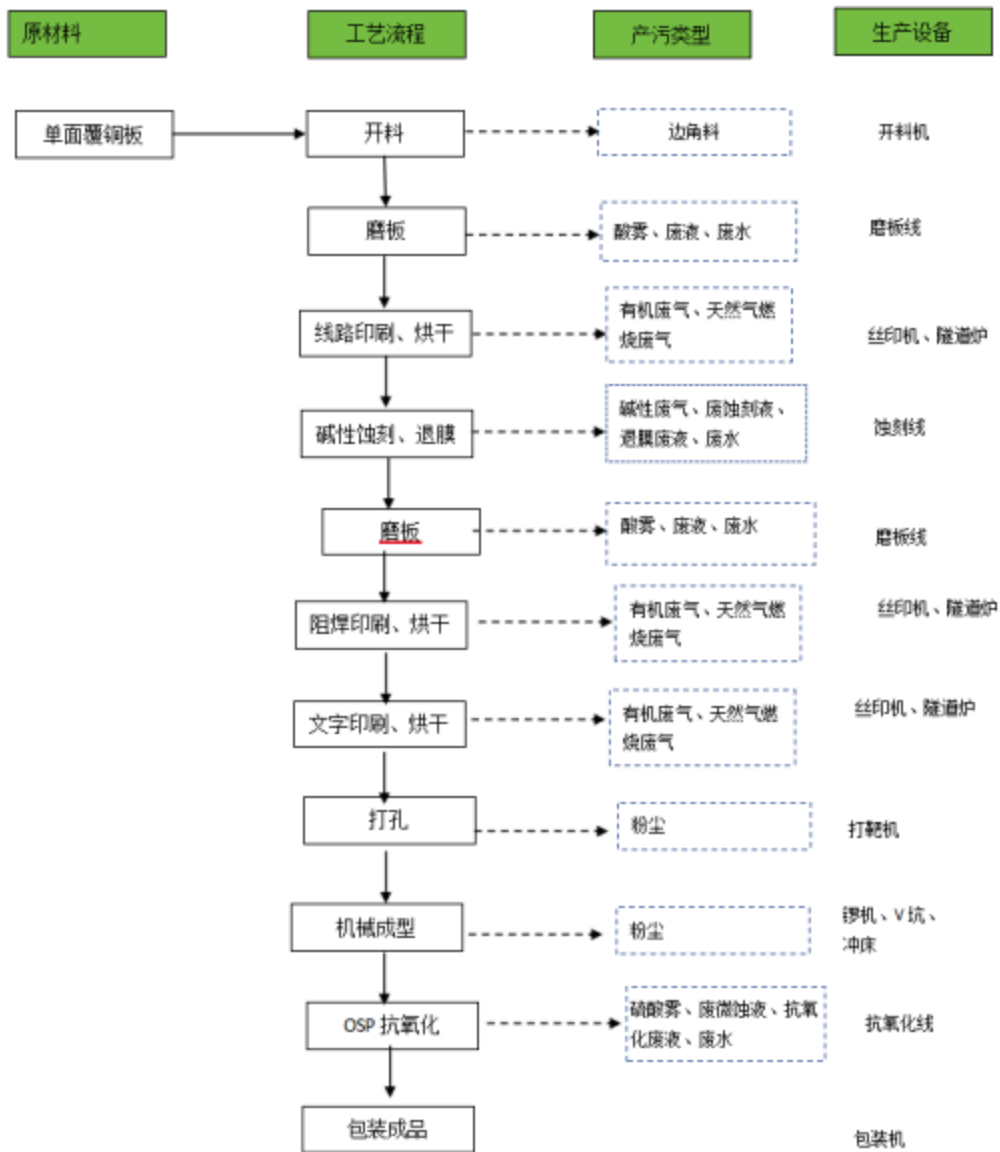 原材料
工艺流程
产污类型
生产设备
单面覆铜板
开料
边角料
开料机
磨板
酸雾、废液、废水
磨板线
线路印刷、烘干
有机废气、天然气燃
烧废气
丝印机、隧道炉
碱性蚀刻、退膜
碱性废气、废蚀刻液、
退膜废液、废水
蚀刻线
磨板
酸雾、废液、废水
磨板线
阻焊印刷、烘干
有机废气、天然气燃
烧废气
丝印机、隧道炉
文字印刷、烘干
有机废气、天然气燃
烧废气
丝印机、隧道炉
打孔
粉尘
打靶机
机械成型
粉尘
锣机、V坑、
冲床
OSP 抗氧化
硫酸雾、废微蚀液、抗氧
化废液、废水
抗氧化线
包装成品
包装机